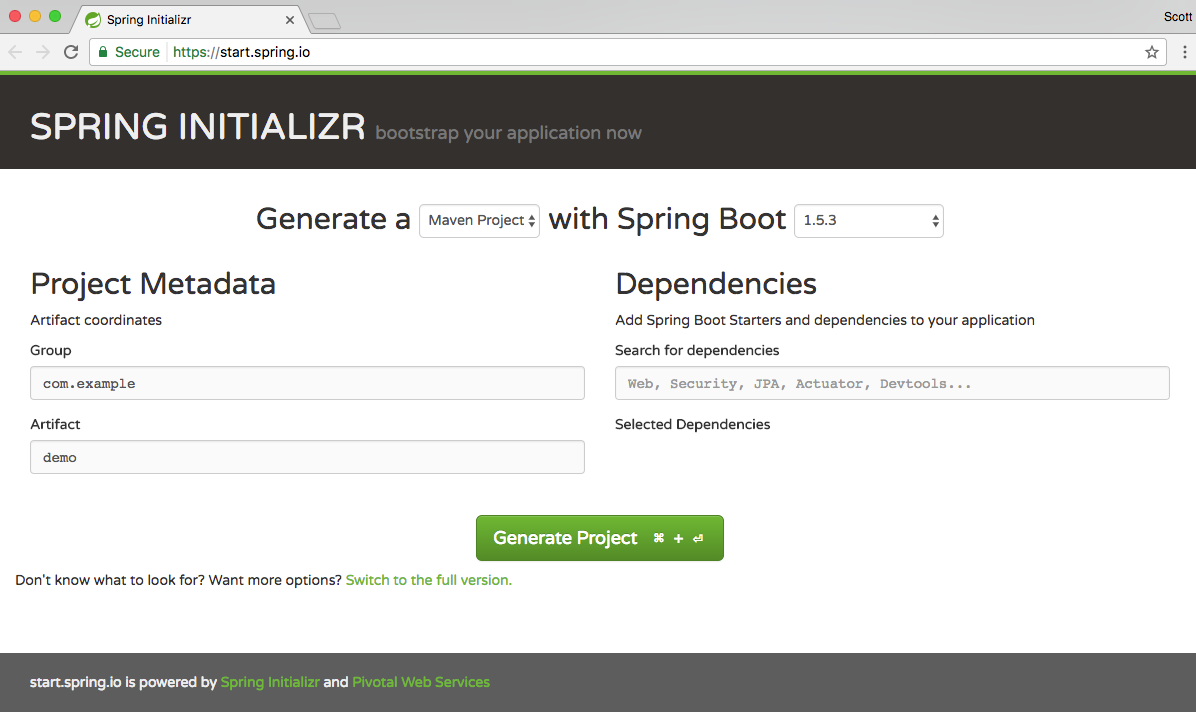 Spring Initializr
Scott
Secure https://start.spring.io
SPRING INITIALIZR bootstrap your application now
Generate a Maven Project with Spring Boot 1.5.3
Project Metadata
Artifact coordinates
Group
com.example
Artifact
demo
Dependencies
Add Spring Boot Starters and dependencies to your application
Search for dependencies
Web, Security, JPA, Actuator, Devtools...
Selected Dependencies
Generate Project ⌘ + ⏎
Don't know what to look for? Want more options? Switch to the full version.
start.spring.io is powered by Spring Initializr and Pivotal Web Services